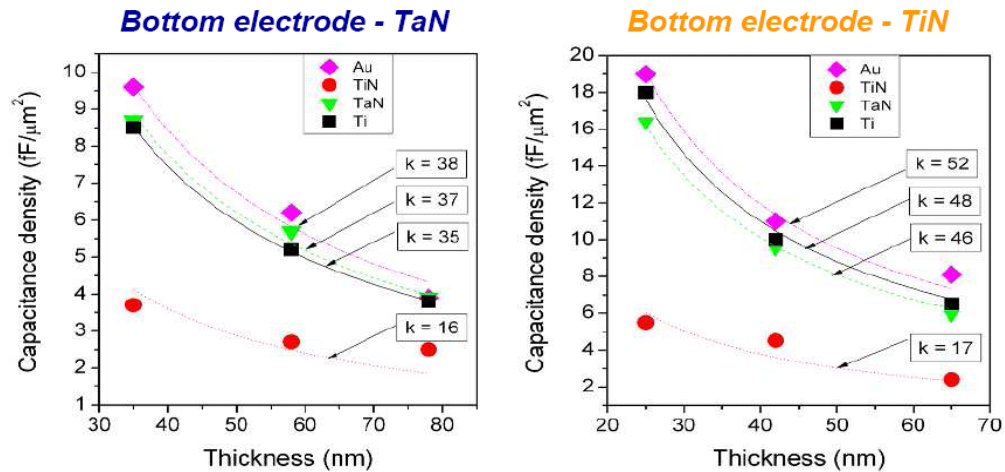 Bottom electrode - TaN
Capacitance density (fF/μm²)
10
9
8
7
6
5
4
3
2
1
Au
TiN
TaN
Ti
k = 38
k = 37
k = 35
k = 16
30 40 50 60 70 80
Thickness (nm)
Bottom electrode - TiN
Capacitance density (fF/μm²)
20
18
16
14
12
10
8
6
4
2
Au
TiN
TaN
Ti
k = 52
k = 48
k = 46
k = 17
20 30 40 50 60 70
Thickness (nm)